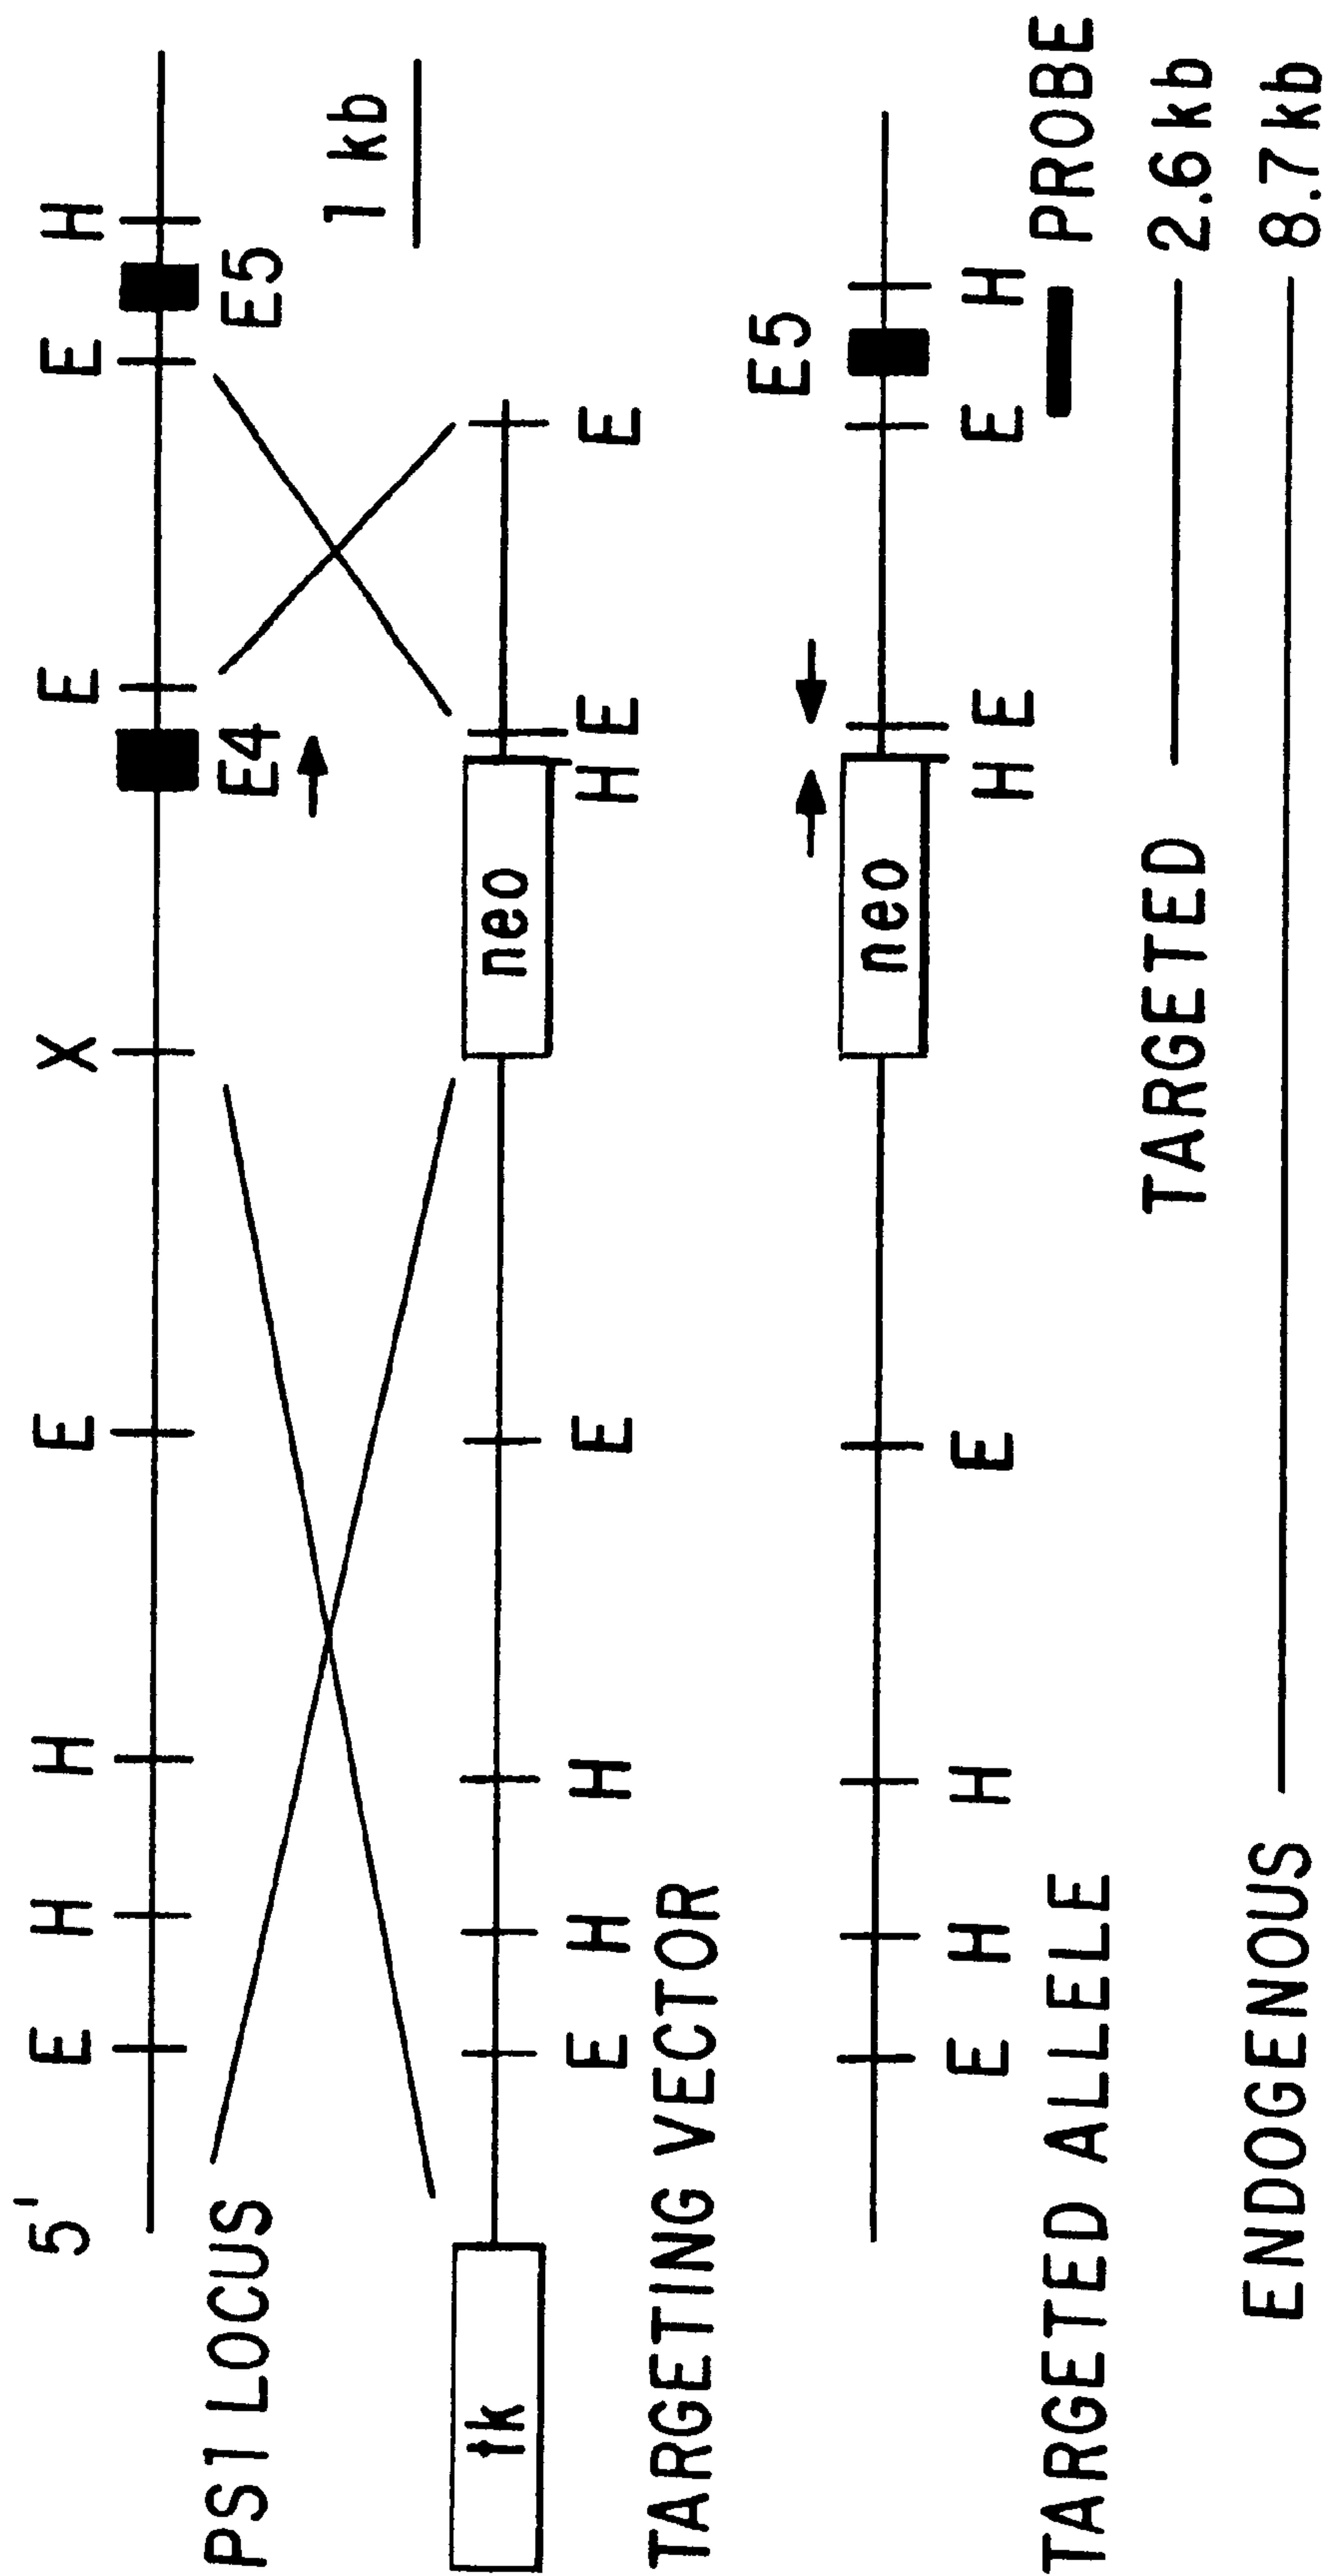 5'
E H H E X E E H
E4 E5
PS1 LOCUS
1 kb
tk neo
E H H E H E E
TARGETING VECTOR
E5
neo
E H H E H E E H
TARGETED ALLELE
PROBE
TARGETED 2.6 kb
ENDOGENOUS 8.7 kb